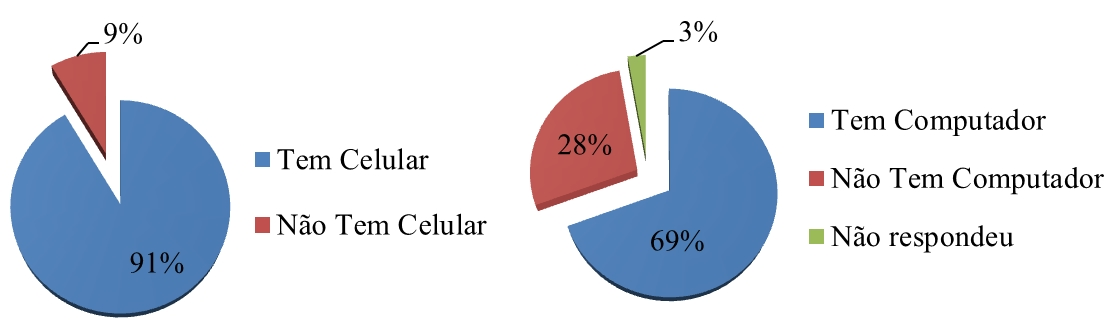 9%
91%
Tem Celular
Não Tem Celular
3%
28%
69%
Tem Computador
Não Tem Computador
Não respondeu